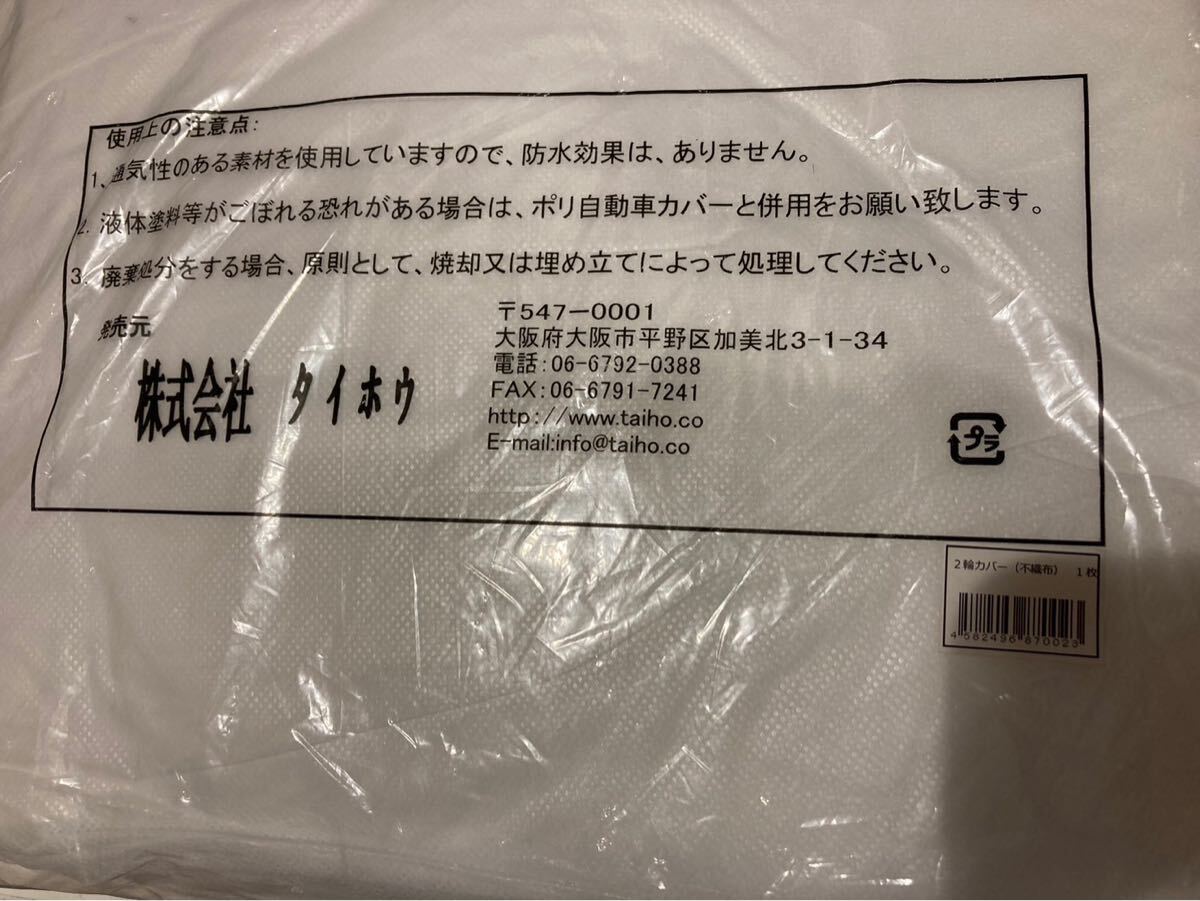 使用上の注意点:
1、通気性のある素材を使用していますので、防水効果は、ありません。
2. 液体塗料等がこぼれる恐れがある場合は、ポリ自動車カバーと併用をお願い致します。
3. 廃棄処分をする場合、原則として、焼却又は埋め立てによって処理してください。
発売元
株式会社 タイホウ
〒547-0001
大阪府大阪市平野区加美北3-1-34
電話:06-6792-0388
FAX:06-6791-7241
http://www.taiho.co
E-mail:info@taiho.co
プラ
2輪カバー(不織布) 1枚
4 582496 870023